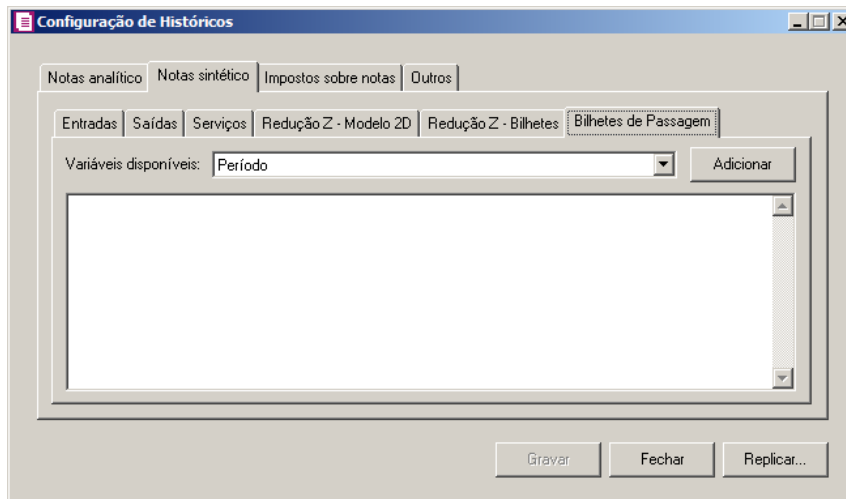 Configuração de Históricos
Notas analítico Notas sintético Impostos sobre notas Outros
Entradas Saídas Serviços Redução Z - Modelo 2D Redução Z - Bilhetes Bilhetes de Passagem
Variáveis disponíveis: Período Adicionar
Gravar Fechar Replicar...